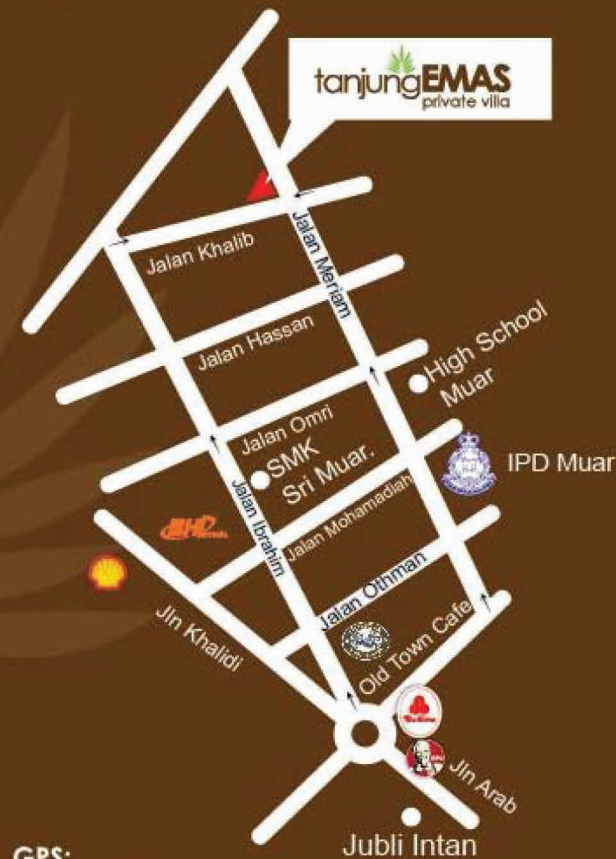 tanjungEMAS
private villa
Jalan Khalib
Jalan Meriam
Jalan Hassan
High School
Muar
Jalan Omri
SMK
Sri Muar.
IPD Muar
Jalan Ibrahim
Jalan Mohamadiah
Jalan Othman
Jln Khalidi
Old Town Cafe
Jln Arab
Jubli Intan
GPS: